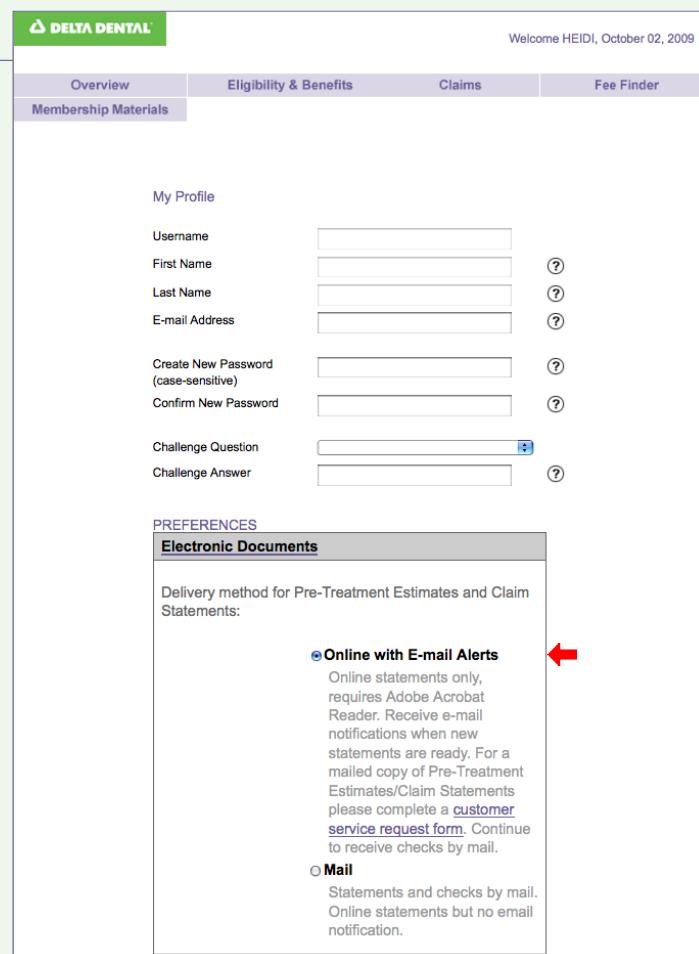 DELTA DENTAL
Welcome HEIDI, October 02, 2009
Overview Eligibility & Benefits Claims Fee Finder
Membership Materials
My Profile
Username
First Name ?
Last Name ?
E-mail Address ?
Create New Password ?
(case-sensitive)
Confirm New Password ?
Challenge Question
Challenge Answer ?
PREFERENCES
Electronic Documents
Delivery method for Pre-Treatment Estimates and Claim
Statements:
Online with E-mail Alerts
Online statements only,
requires Adobe Acrobat
Reader. Receive e-mail
notifications when new
statements are ready. For a
mailed copy of Pre-Treatment
Estimates/Claim Statements
please complete a customer
service request form. Continue
to receive checks by mail.
Mail
Statements and checks by mail.
Online statements but no email
notification.